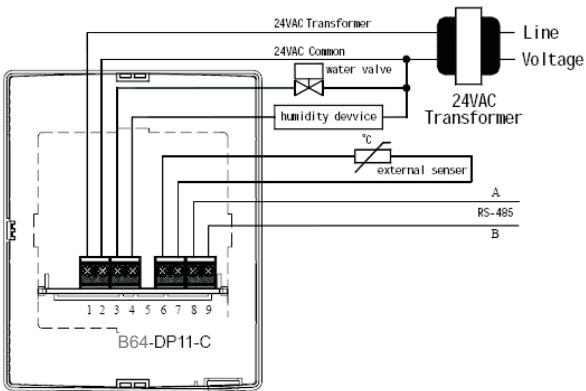 24VAC Transformer
Line
24VAC Common
Voltage
water valve
24VAC
Transformer
humidity devvice
°C
external senser
A
RS-485
B
1 2 3 4 5 6 7 8 9
B64-DP11-C